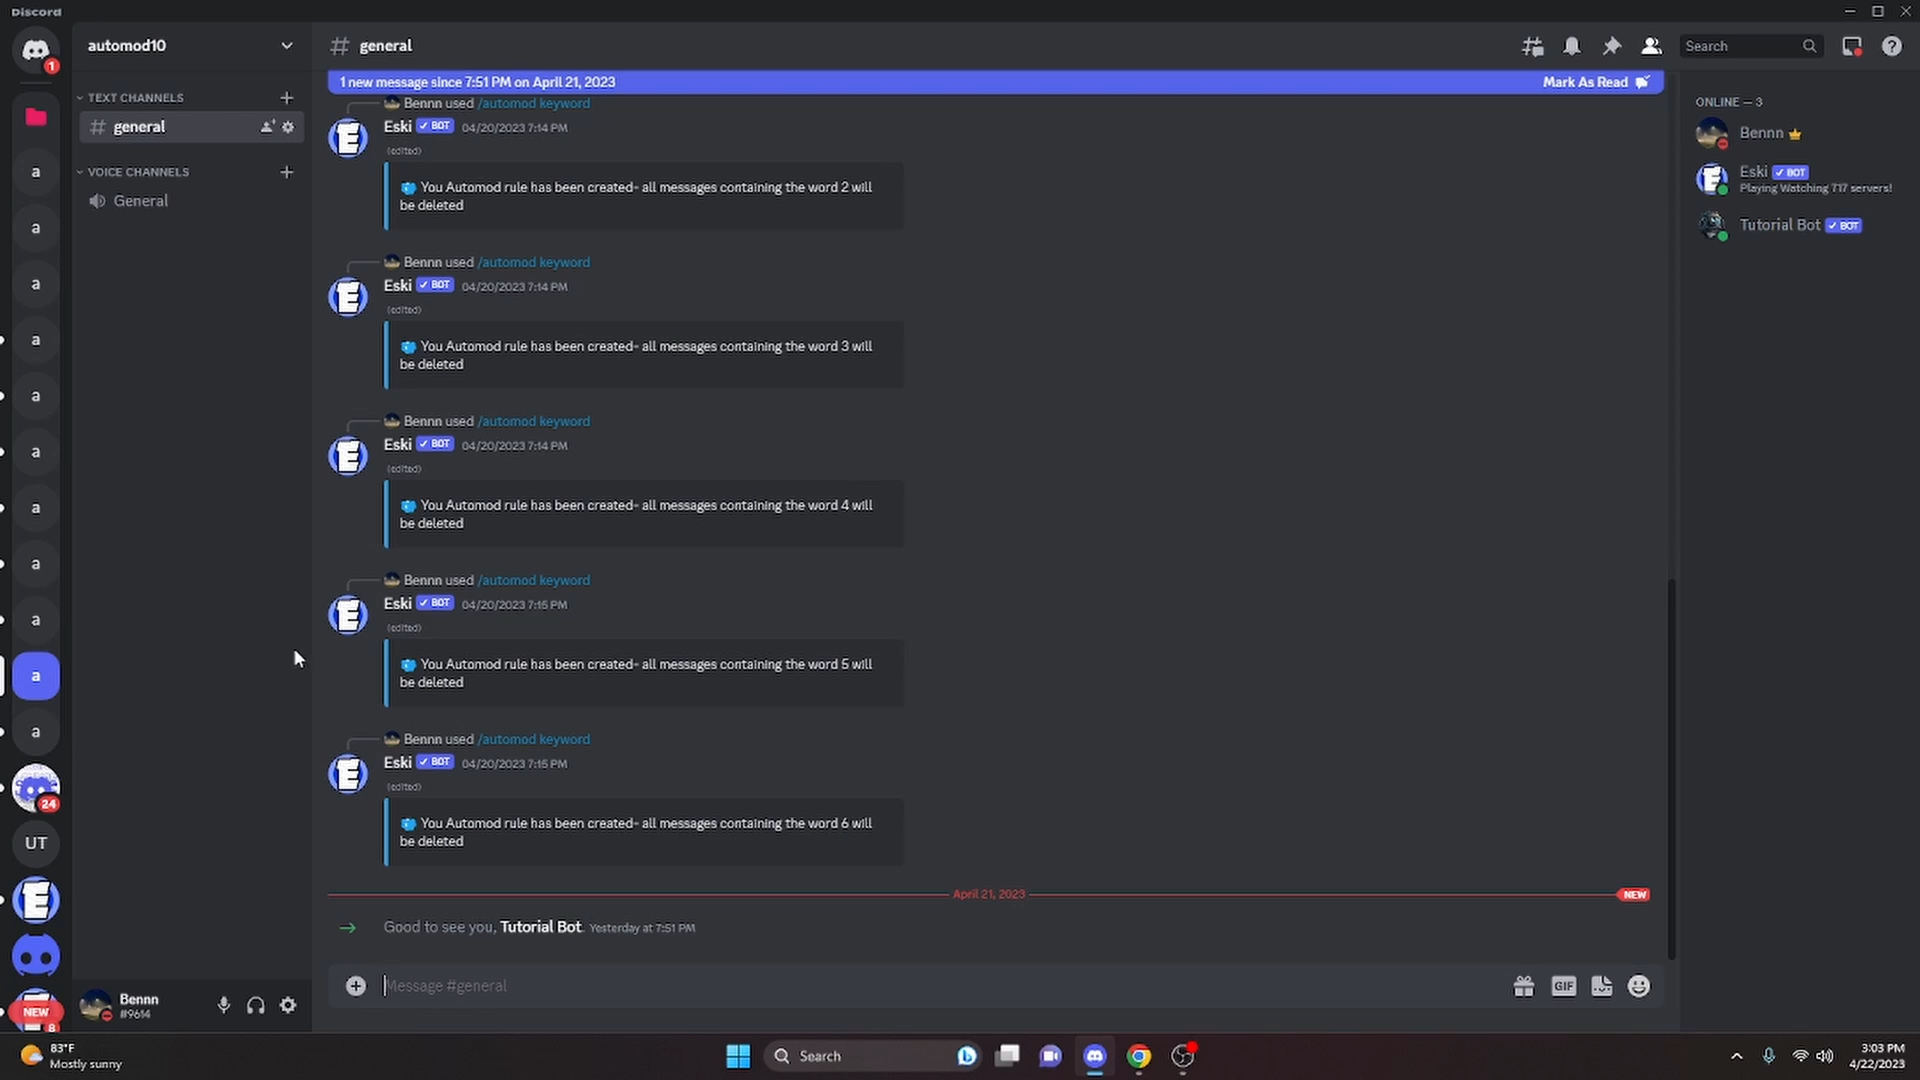 Discord
1
automod10
# general
Search
1 new message since 7:51 PM on April 21, 2023
Mark As Read
TEXT CHANNELS
general
VOICE CHANNELS
General
a
a
a
a
a
a
a
a
a
a
a
24
UT
E
NEW
8
Bennn used /automod keyword
Eski BOT 04/20/2023 7:14 PM
(edited)
You Automod rule has been created- all messages containing the word 2 will
be deleted
Bennn used /automod keyword
Eski BOT 04/20/2023 7:14 PM
(edited)
You Automod rule has been created- all messages containing the word 3 will
be deleted
Bennn used /automod keyword
Eski BOT 04/20/2023 7:14 PM
(edited)
You Automod rule has been created- all messages containing the word 4 will
be deleted
Bennn used /automod keyword
Eski BOT 04/20/2023 7:15 PM
(edited)
You Automod rule has been created- all messages containing the word 5 will
be deleted
Bennn used /automod keyword
Eski BOT 04/20/2023 7:15 PM
(edited)
You Automod rule has been created- all messages containing the word 6 will
be deleted
April 21, 2023
NEW
Good to see you, Tutorial Bot. Yesterday at 7:51 PM
Message #general
GIF
ONLINE — 3
Bennn
Eski BOT
Playing Watching 717 servers!
Tutorial Bot BOT
Bennn
#9614
83°F
Mostly sunny
Search
3:03 PM
4/22/2023